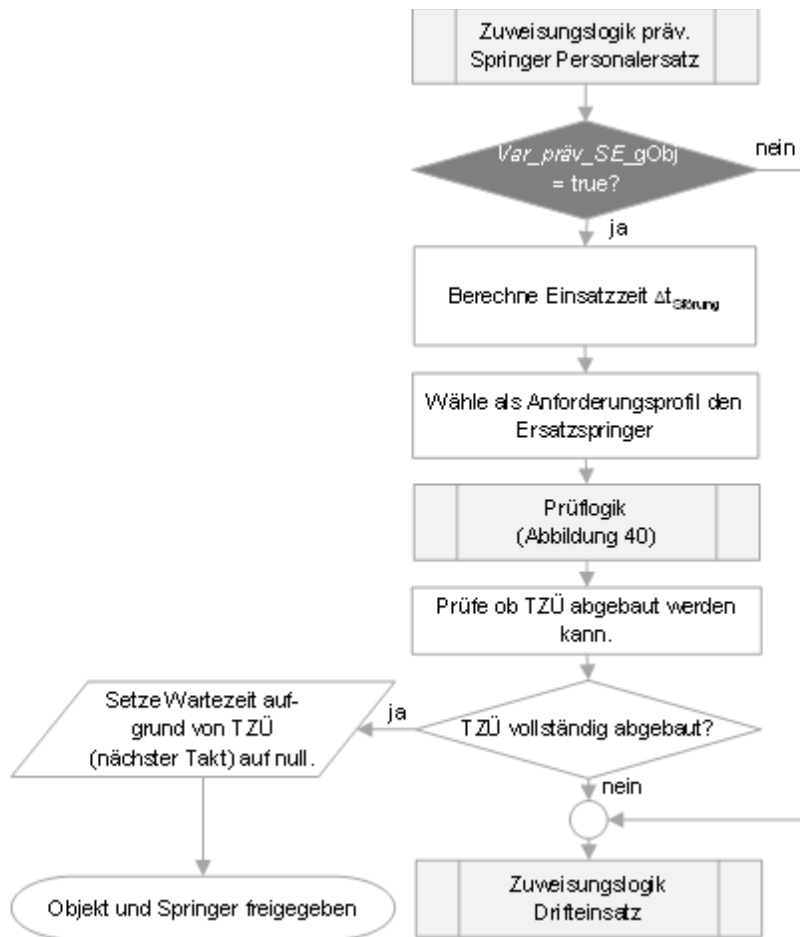 Zuweisungslogik präv.
Springer Personalersatz
Var_präv_SE_gObj
= true?
nein
ja
Berechne Einsatzzeit ΔtStörung
Wähle als Anforderungsprofil den
Ersatzspringer
Prüflogik
(Abbildung 40)
Prüfe ob TZÜ abgebaut werden
kann.
Setze Wartezeit auf-
grund von TZÜ
(nächster Takt) auf null.
ja
TZÜ vollständig abgebaut?
nein
Objekt und Springer freigegeben
Zuweisungslogik
Drifteinsatz